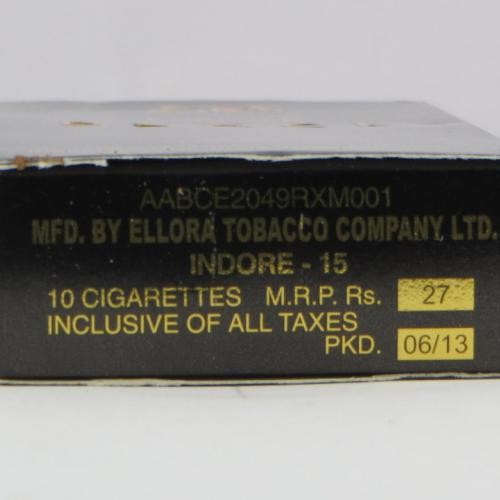 AABCE2049RXM001
MFD. BY ELLORA TOBACCO COMPANY LTD.
INDORE - 15
10 CIGARETTES M.R.P. Rs. 27
INCLUSIVE OF ALL TAXES
PKD. 06/13